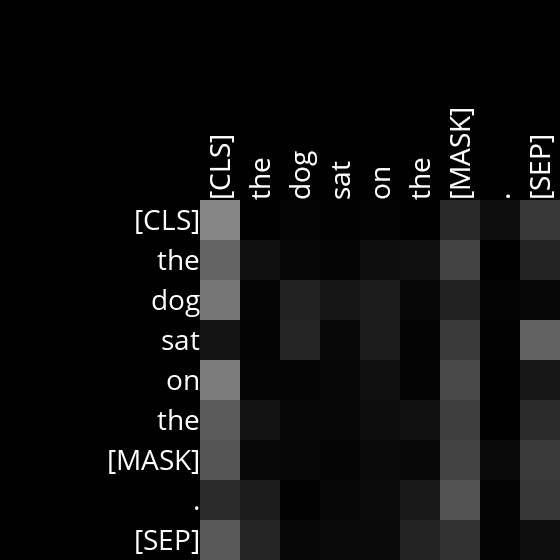 [CLS] the dog sat on the [MASK] . [SEP]
[CLS]
the
dog
sat
on
the
[MASK]
.
[SEP]